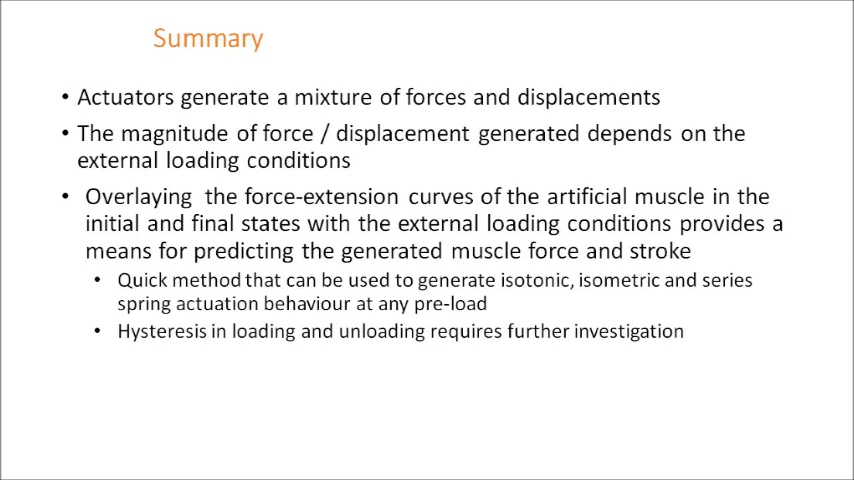 Summary
• Actuators generate a mixture of forces and displacements
• The magnitude of force / displacement generated depends on the
external loading conditions
• Overlaying the force-extension curves of the artificial muscle in the
initial and final states with the external loading conditions provides a
means for predicting the generated muscle force and stroke
• Quick method that can be used to generate isotonic, isometric and series
spring actuation behaviour at any pre-load
• Hysteresis in loading and unloading requires further investigation